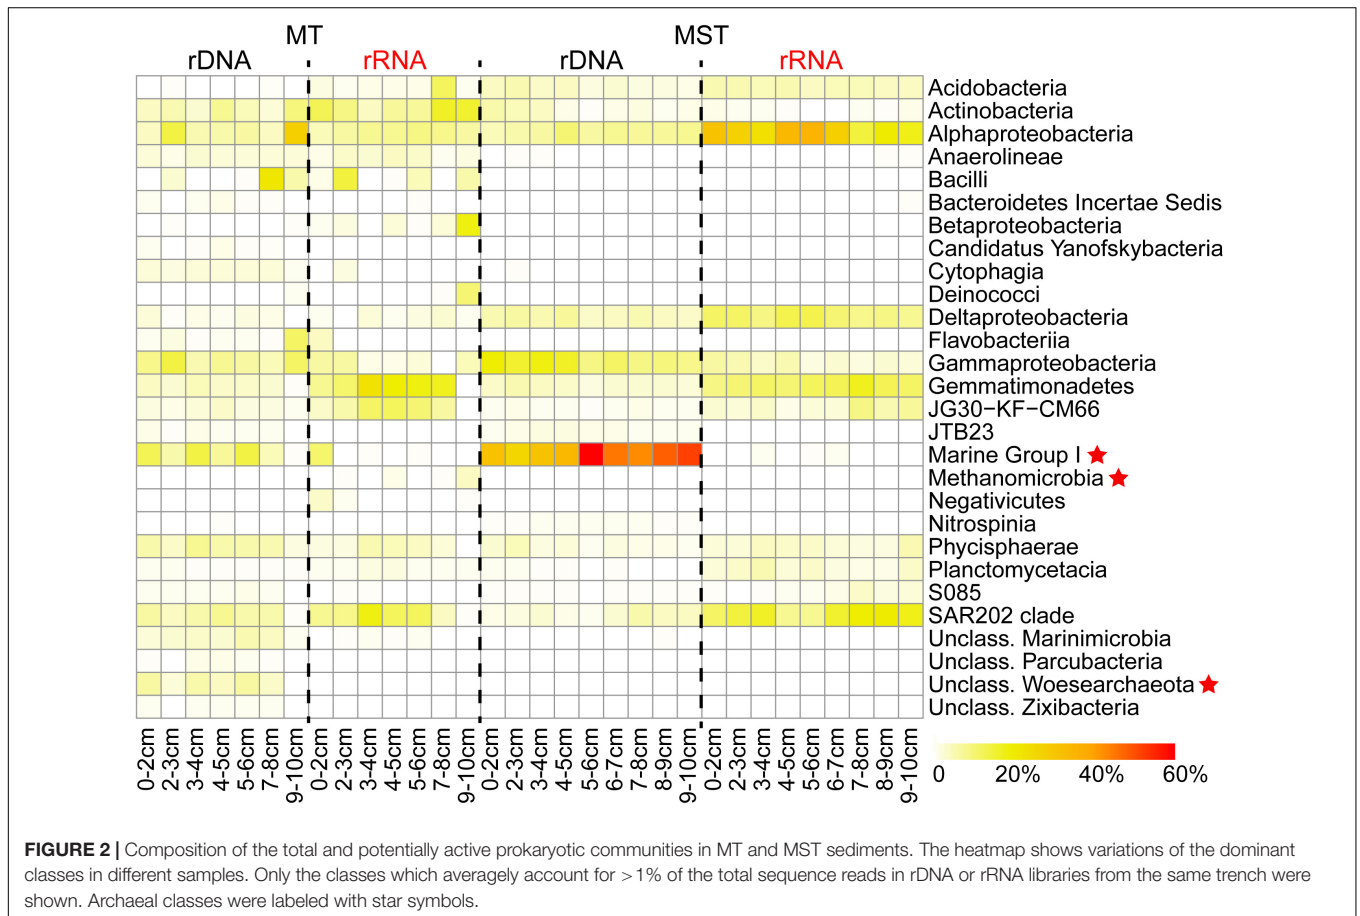 MT MST
rDNA rRNA rDNA rRNA
Acidobacteria
Actinobacteria
Alphaproteobacteria
Anaerolineae
Bacilli
Bacteroidetes Incertae Sedis
Betaproteobacteria
Candidatus Yanofskybacteria
Cytophagia
Deinococci
Deltaproteobacteria
Flavobacteriia
Gammaproteobacteria
Gemmatimonadetes
JG30−KF−CM66
JTB23
Marine Group I ★
Methanomicrobia ★
Negativicutes
Nitrospinia
Phycisphaerae
Planctomycetacia
S085
SAR202 clade
Unclass. Marinimicrobia
Unclass. Parcubacteria
Unclass. Woesearchaeota ★
Unclass. Zixibacteria
0-2cm 2-3cm 3-4cm 4-5cm 5-6cm 7-8cm 9-10cm 0-2cm 2-3cm 3-4cm 4-5cm 5-6cm 7-8cm 9-10cm 0-2cm 2-3cm 3-4cm 4-5cm 5-6cm 6-7cm 7-8cm 8-9cm 9-10cm 0-2cm 2-3cm 3-4cm 4-5cm 5-6cm 6-7cm 7-8cm 8-9cm 9-10cm
0 20% 40% 60%
FIGURE 2 | Composition of the total and potentially active prokaryotic communities in MT and MST sediments. The heatmap shows variations of the dominant
classes in different samples. Only the classes which averagely account for >1% of the total sequence reads in rDNA or rRNA libraries from the same trench were
shown. Archaeal classes were labeled with star symbols.